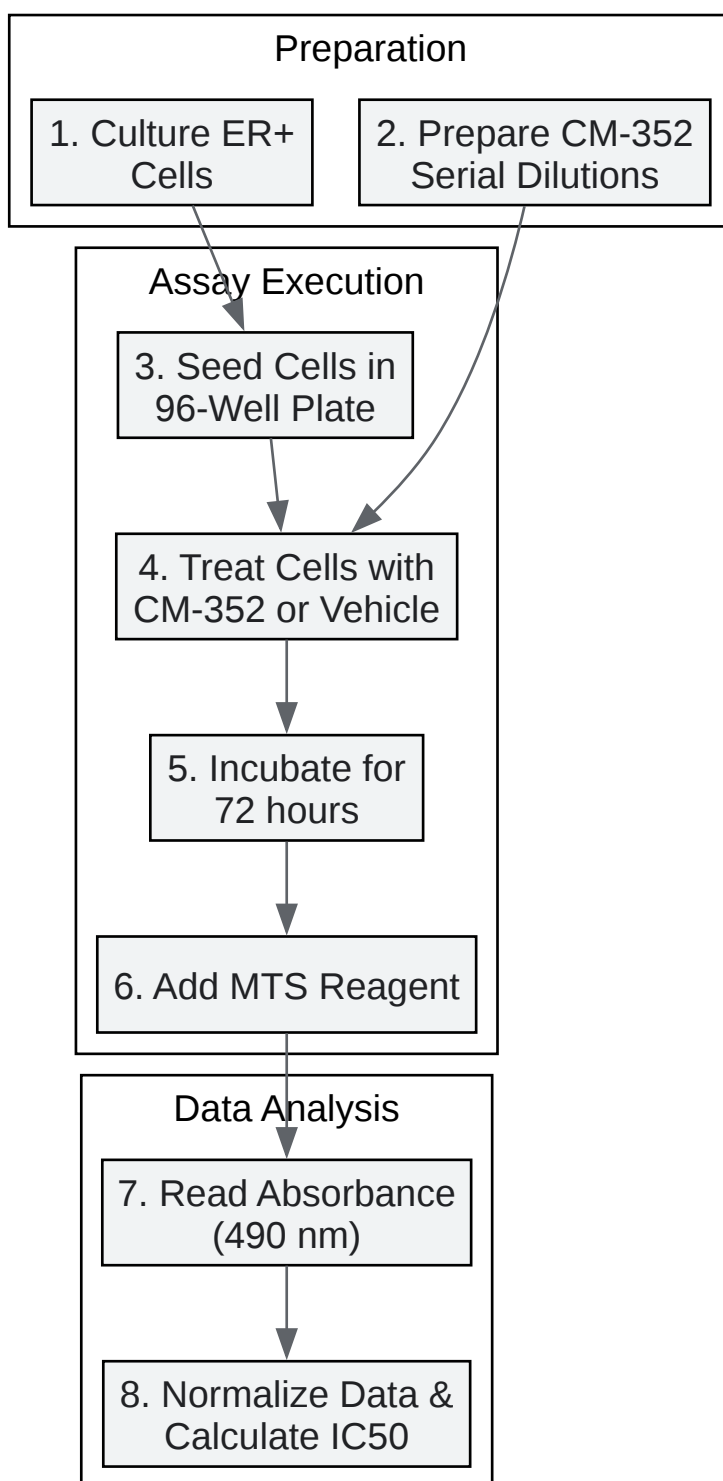 Preparation
1. Culture ER+
Cells
2. Prepare CM-352
Serial Dilutions
Assay Execution
3. Seed Cells in
96-Well Plate
4. Treat Cells with
CM-352 or Vehicle
5. Incubate for
72 hours
6. Add MTS Reagent
Data Analysis
7. Read Absorbance
(490 nm)
8. Normalize Data &
Calculate IC50